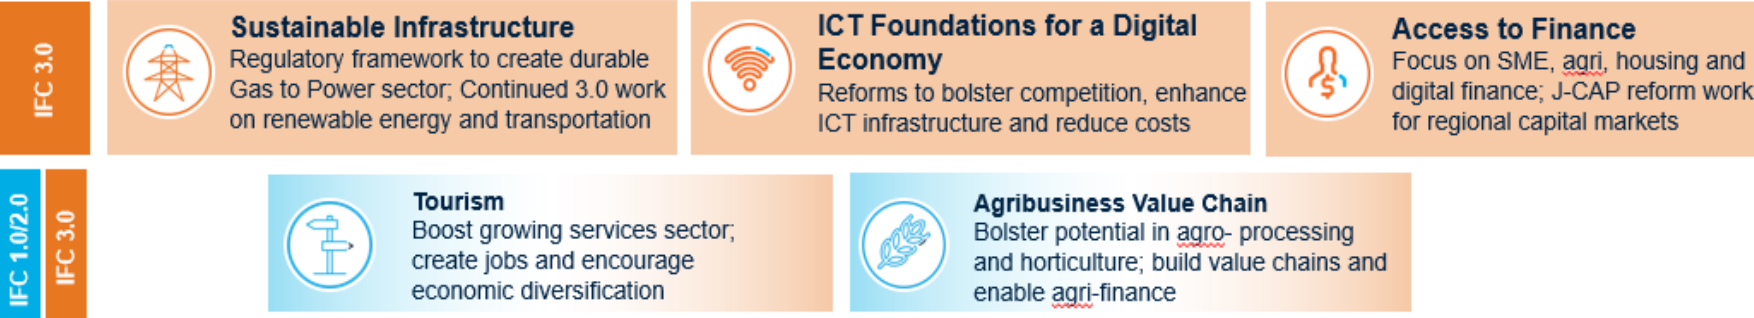 IFC 3.0
Sustainable Infrastructure
Regulatory framework to create durable
Gas to Power sector; Continued 3.0 work
on renewable energy and transportation
ICT Foundations for a Digital
Economy
Reforms to bolster competition, enhance
ICT infrastructure and reduce costs
Access to Finance
Focus on SME, agri, housing and
digital finance; J-CAP reform work
for regional capital markets
IFC 1.0/2.0
IFC 3.0
Tourism
Boost growing services sector;
create jobs and encourage
economic diversification
Agribusiness Value Chain
Bolster potential in agro- processing
and horticulture; build value chains and
enable agri-finance